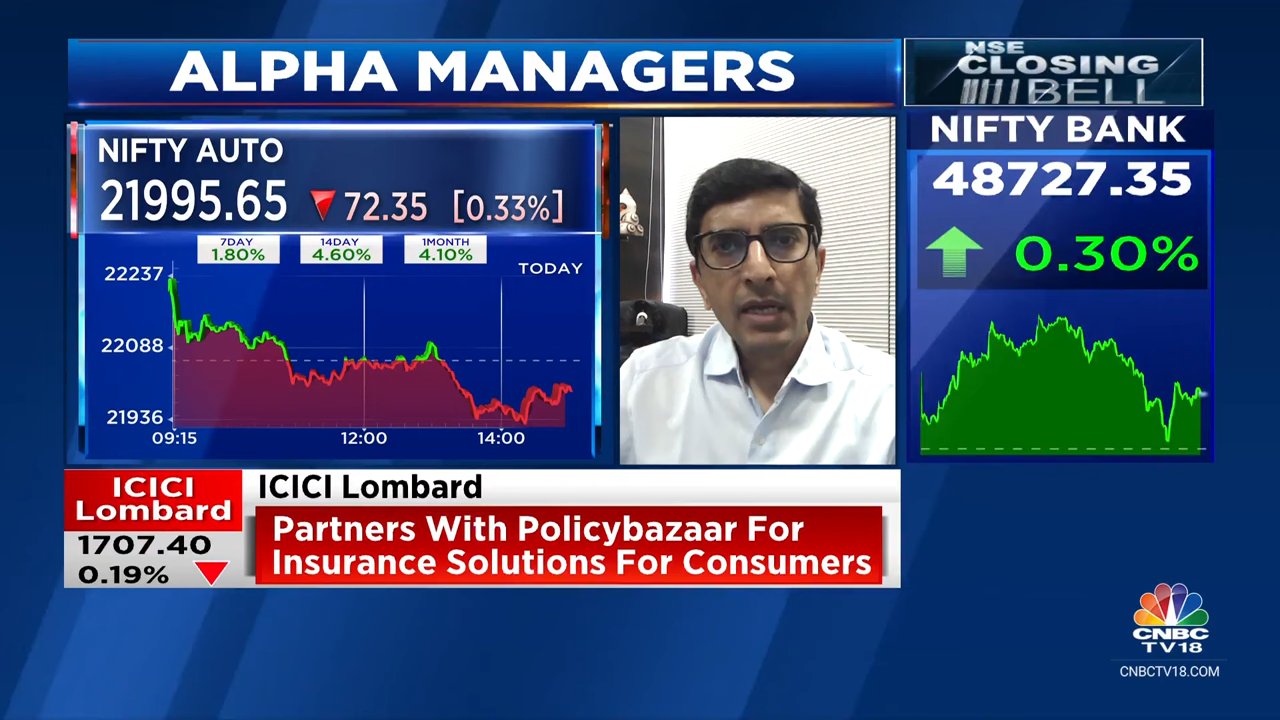 ALPHA MANAGERS
NSE
CLOSING
BELL
NIFTY AUTO
21995.65 ▼ 72.35 [0.33%]
7DAY
1.80%
14DAY
4.60%
1MONTH
4.10%
TODAY
22237
22088
21936
09:15 12:00 14:00
NIFTY BANK
48727.35
0.30%
ICICI
Lombard
1707.40
0.19% ▼
ICICI Lombard
Partners With Policybazaar For
Insurance Solutions For Consumers
CNBC
TV18
CNBCTV18.COM